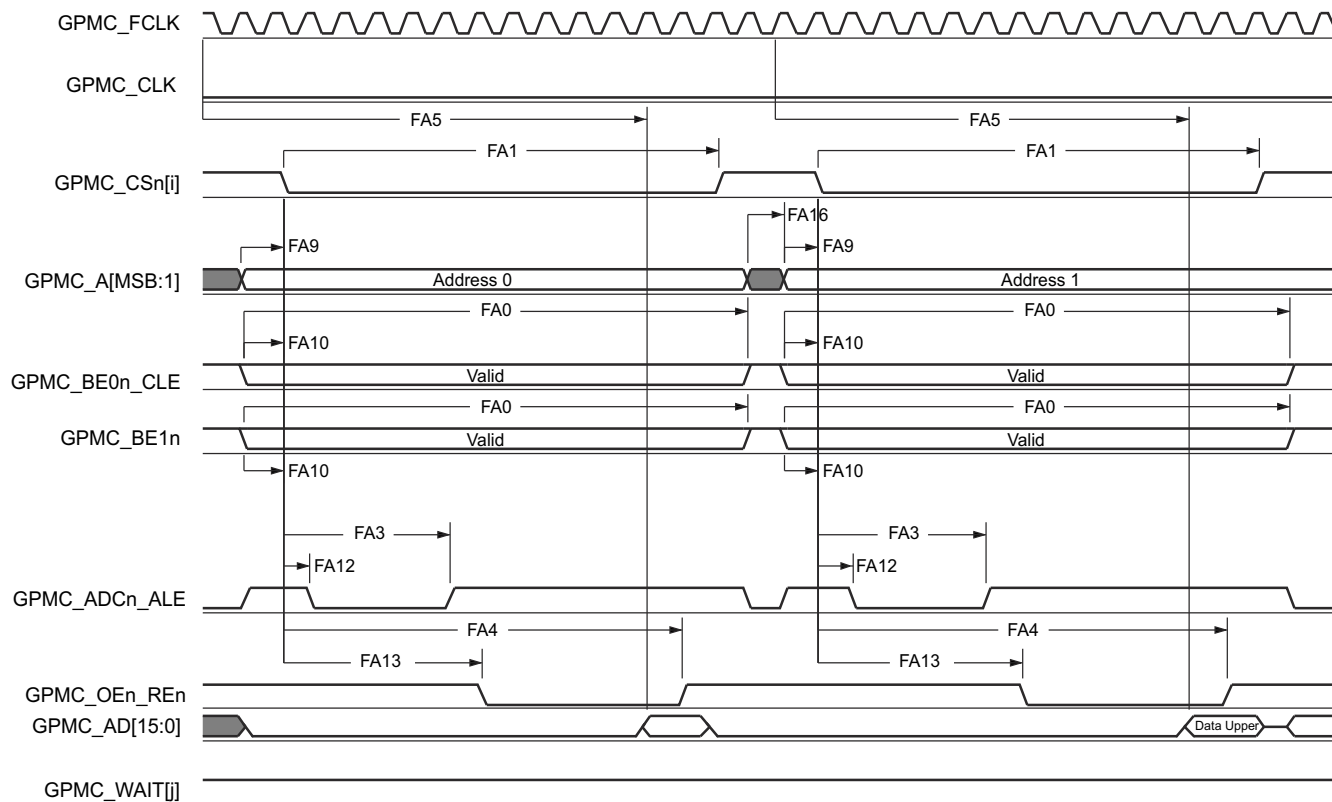 GPMC_FCLK
GPMC_CLK
FA5 FA5
FA1 FA1
GPMC_CSn[i]
FA16
FA9 FA9
GPMC_A[MSB:1] Address 0 Address 1
FA0 FA0
FA10 FA10
GPMC_BE0n_CLE Valid Valid
FA0 FA0
GPMC_BE1n Valid Valid
FA10 FA10
FA3 FA3
FA12 FA12
GPMC_ADCn_ALE
FA4 FA4
FA13 FA13
GPMC_OEn_REn
GPMC_AD[15:0] Data Upper
GPMC_WAIT[j]